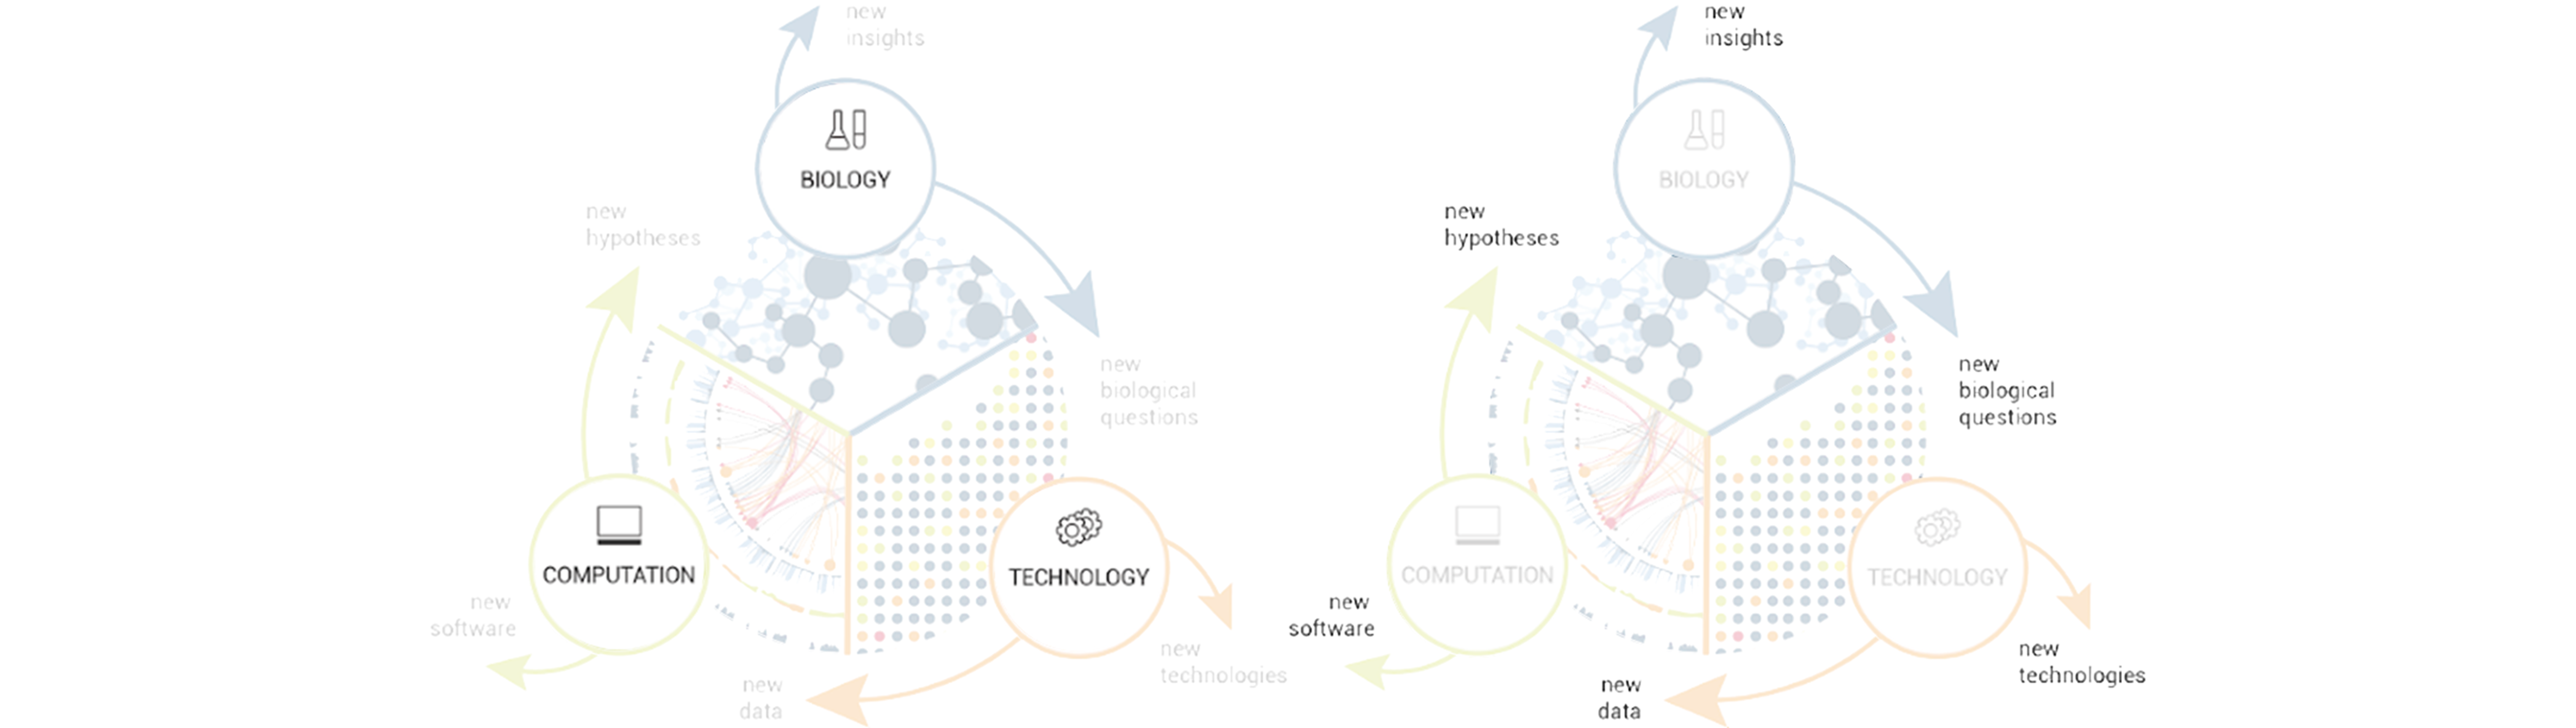 new
insights
BIOLOGY
new
hypotheses
new
biological
questions
COMPUTATION
TECHNOLOGY
new
software
new
technologies
new
data
new
insights
BIOLOGY
new
hypotheses
new
biological
questions
COMPUTATION
TECHNOLOGY
new
software
new
technologies
new
data